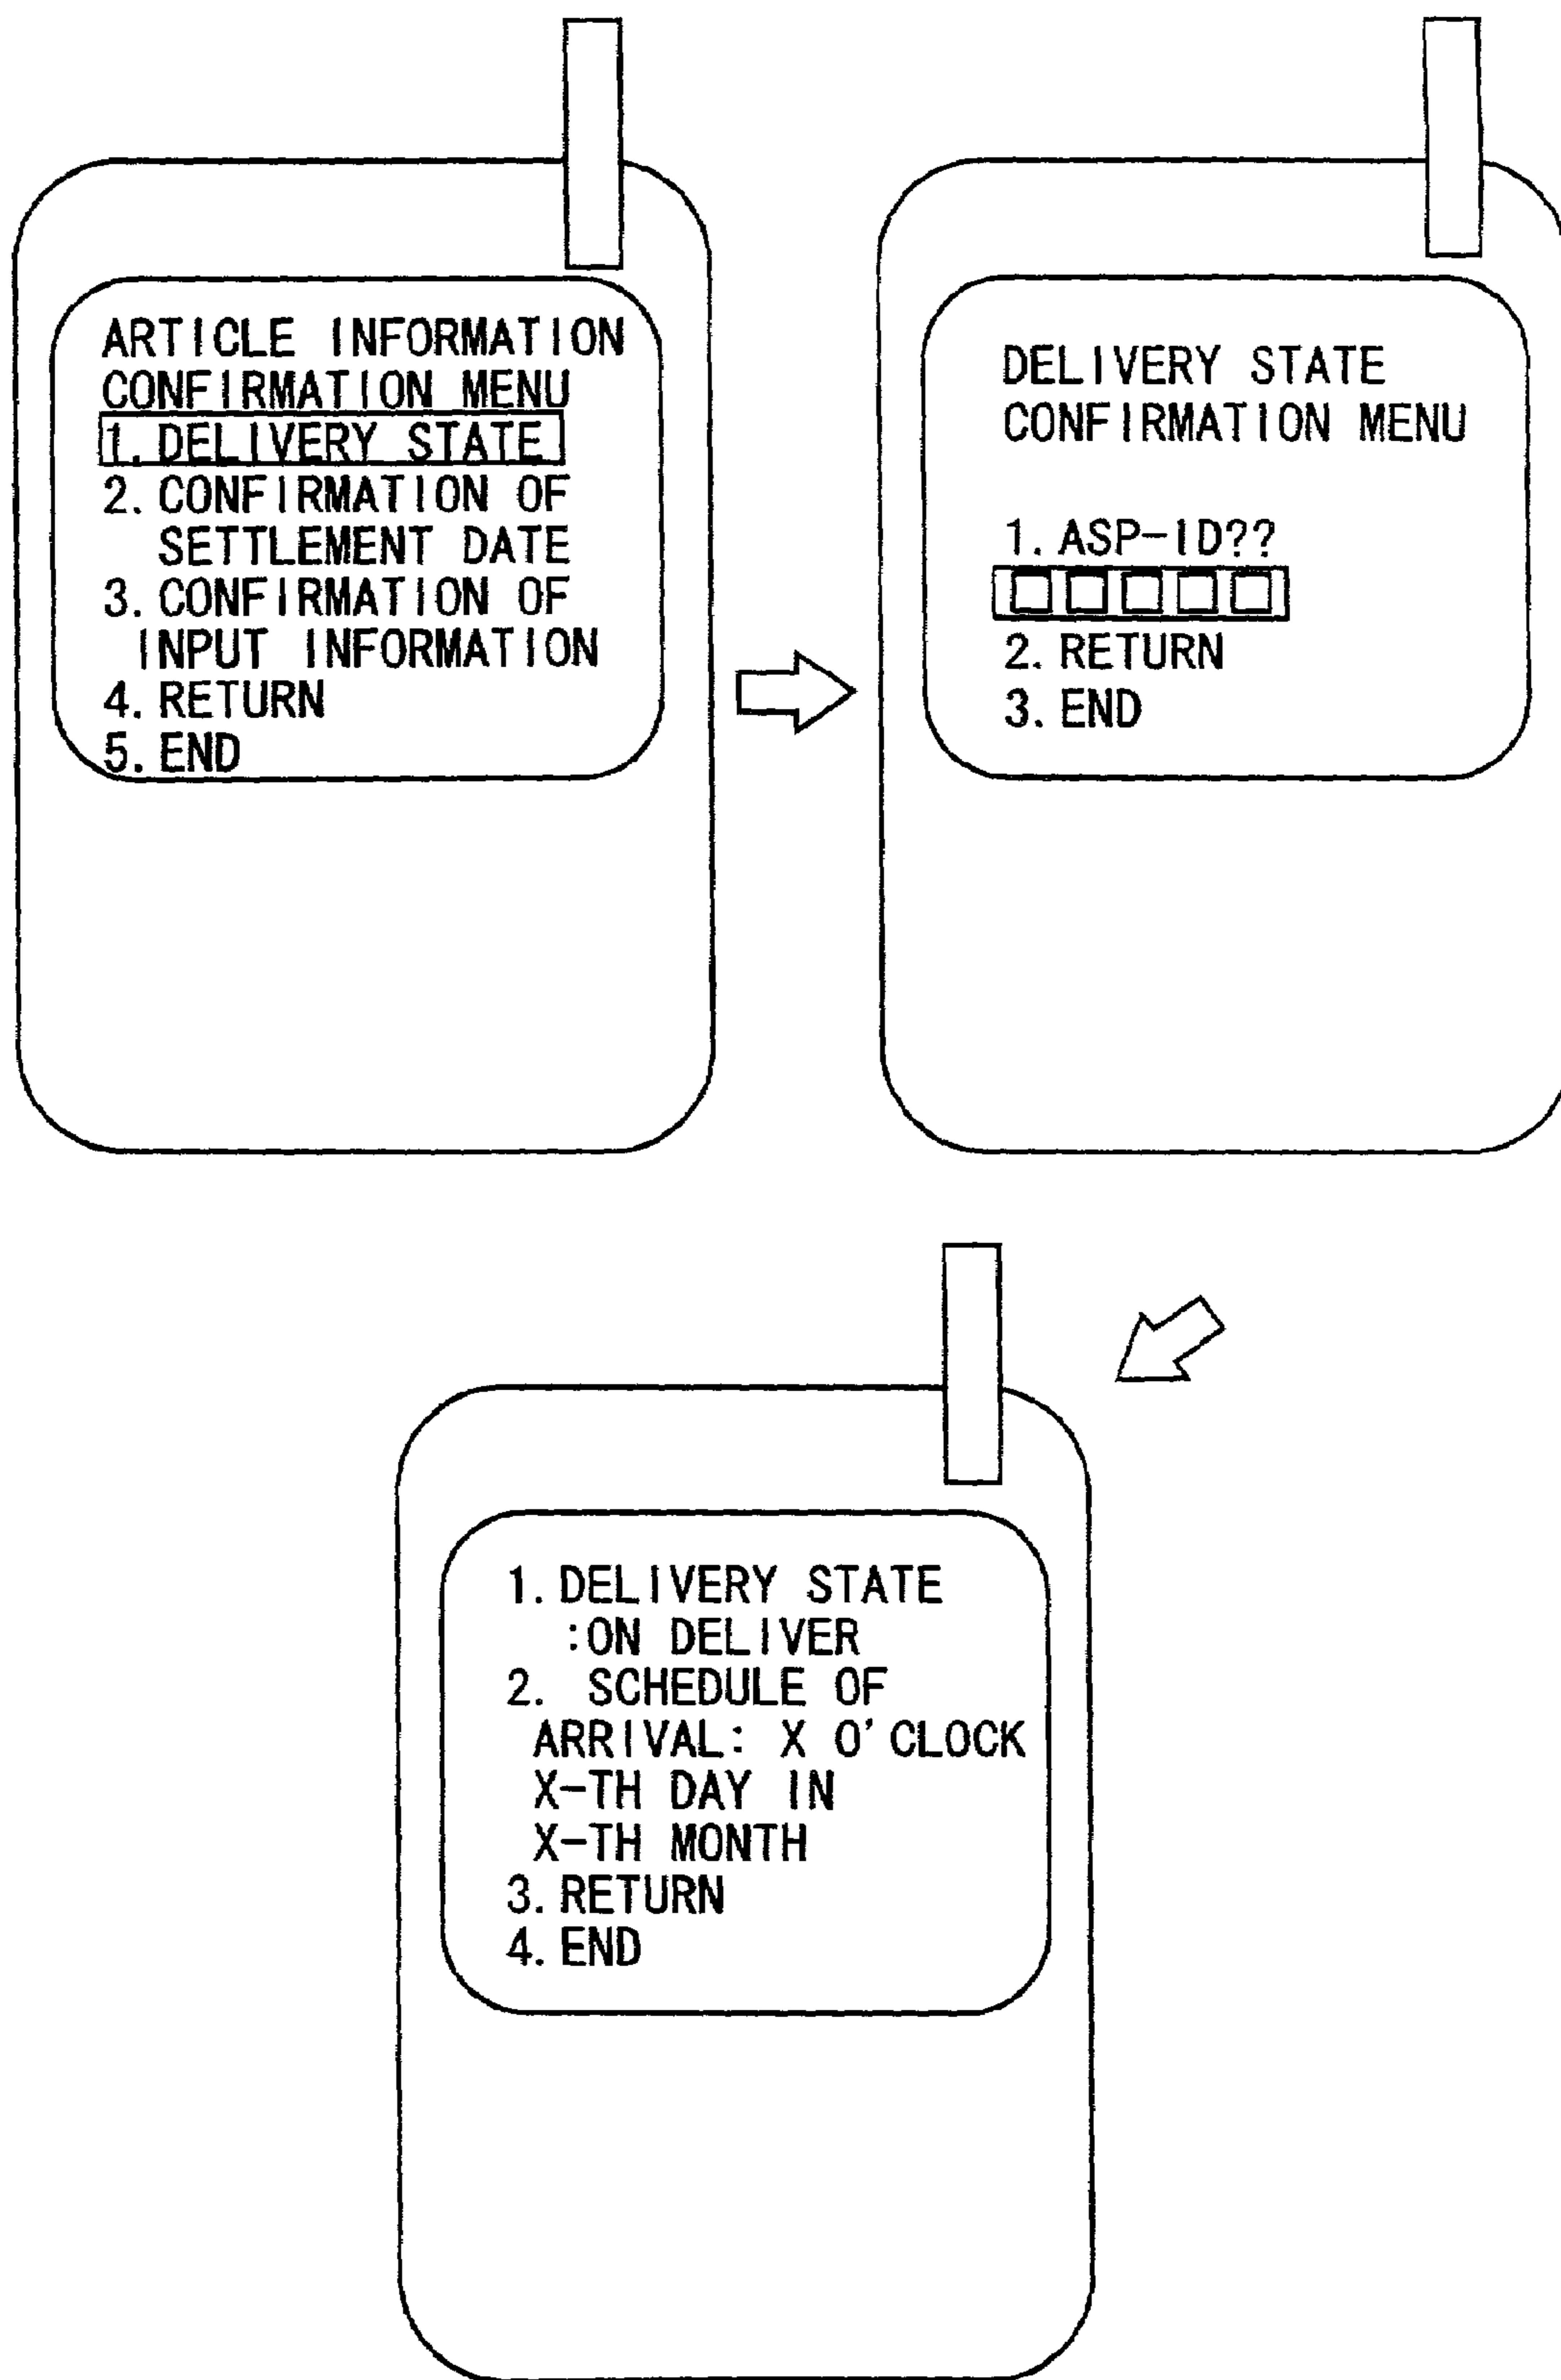 ARTICLE INFORMATION
CONFIRMATION MENU
1. DELIVERY STATE
2. CONFIRMATION OF
SETTLEMENT DATE
3. CONFIRMATION OF
INPUT INFORMATION
4. RETURN
5. END
DELIVERY STATE
CONFIRMATION MENU
1. ASP-ID??
□□□□□
2. RETURN
3. END
1. DELIVERY STATE
:ON DELIVER
2. SCHEDULE OF
ARRIVAL: X O'CLOCK
X-TH DAY IN
X-TH MONTH
3. RETURN
4. END